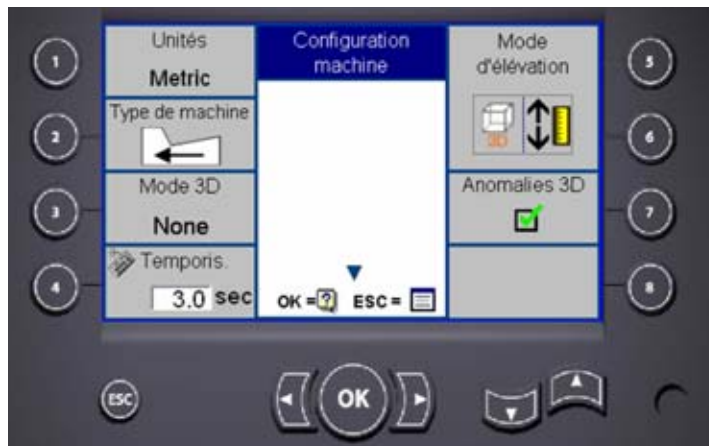 Unités
Metric
Type de machine
Mode 3D
None
Temporis.
3.0 sec
Configuration
machine
OK = ? ESC =
Mode
d'élévation
3D
Anomalies 3D
1
2
3
4
5
6
7
8
ESC
OK